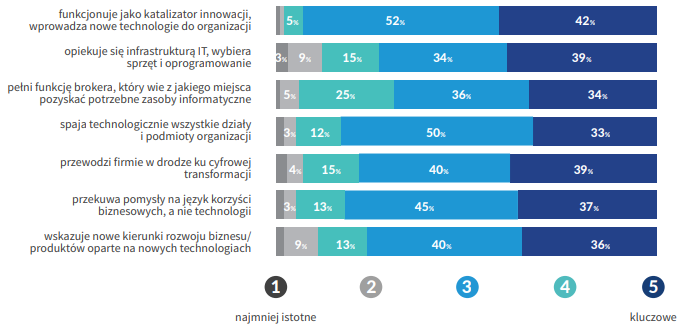 funkcjonuje jako katalizator innowacji,
wprowadza nowe technologie do organizacji
5% 52% 42%
opiekuje się infrastrukturą IT, wybiera
sprzęt i oprogramowanie
3% 9% 15% 34% 39%
pełni funkcję brokera, który wie z jakiego miejsca
pozyskać potrzebne zasoby informatyczne
5% 25% 36% 34%
spaja technologicznie wszystkie działy
i podmioty organizacji
3% 12% 50% 33%
przewodzi firmie w drodze ku cyfrowej
transformacji
4% 15% 40% 39%
przekuwa pomysły na język korzyści
biznesowych, a nie technologii
3% 13% 45% 37%
wskazuje nowe kierunki rozwoju biznesu/
produktów oparte na nowych technologiach
9% 13% 40% 36%
1 2 3 4 5
najmniej istotne kluczowe